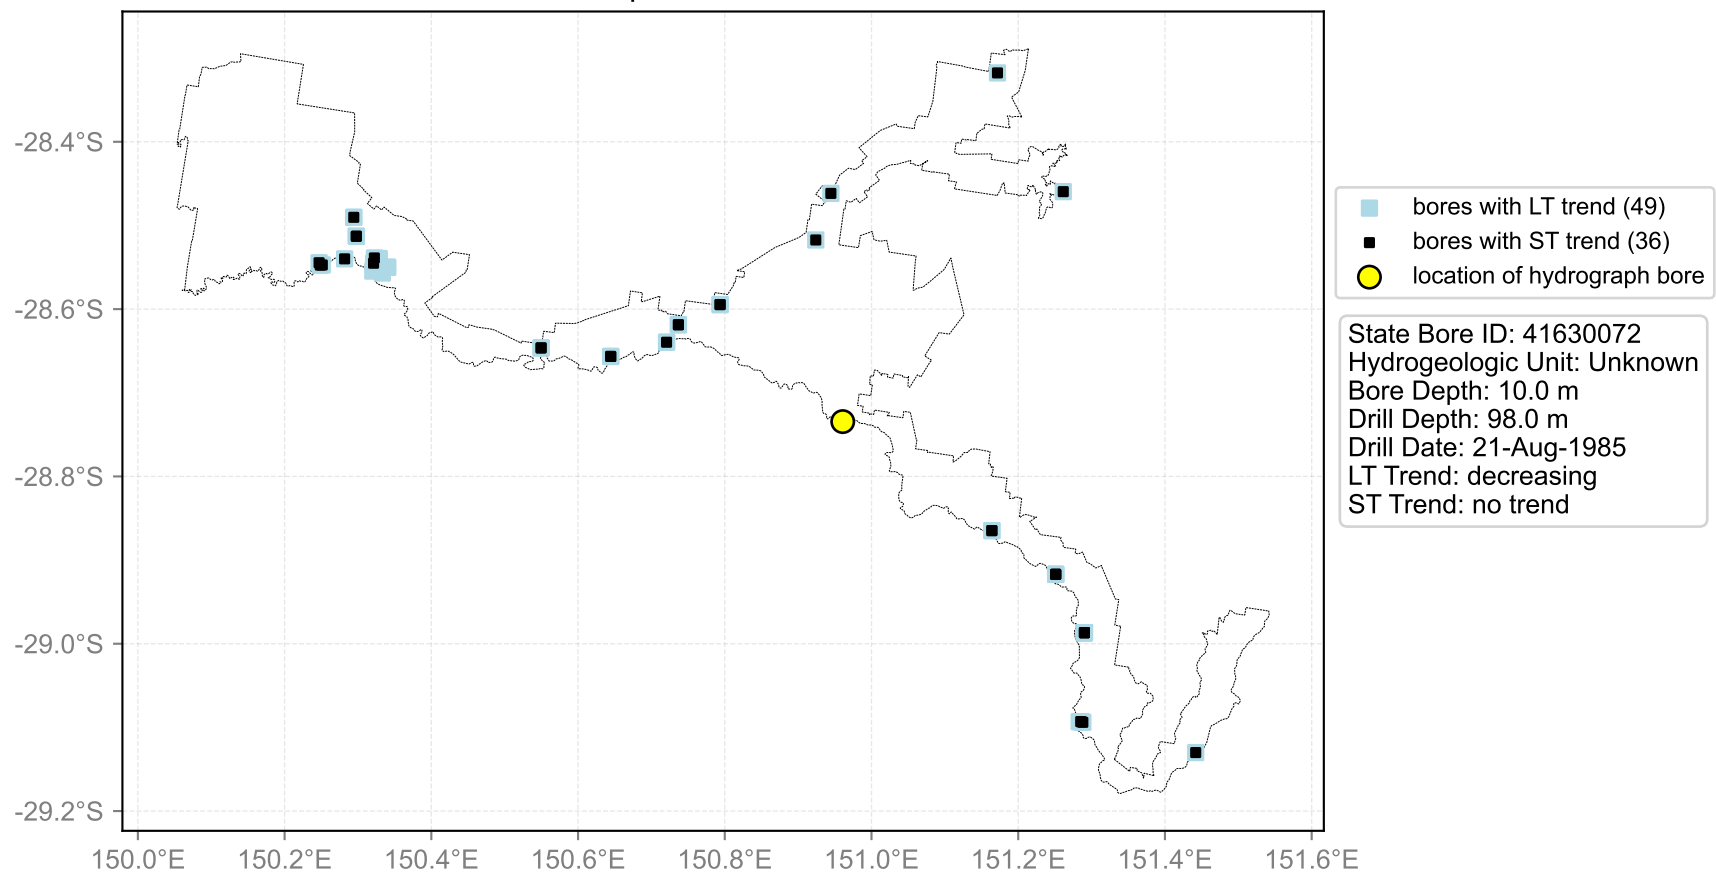 -28.4°S
-28.6°S
-28.8°S
-29.0°S
-29.2°S
150.0°E 150.2°E 150.4°E 150.6°E 150.8°E 151.0°E 151.2°E 151.4°E 151.6°E
bores with LT trend (49)
bores with ST trend (36)
location of hydrograph bore
State Bore ID: 41630072
Hydrogeologic Unit: Unknown
Bore Depth: 10.0 m
Drill Depth: 98.0 m
Drill Date: 21-Aug-1985
LT Trend: decreasing
ST Trend: no trend